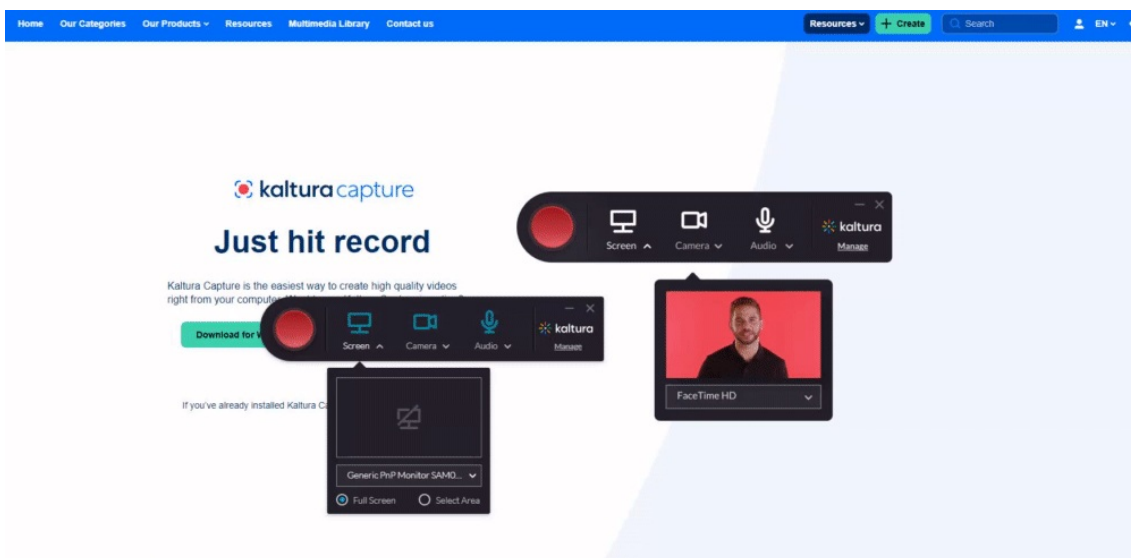 Home Our Categories Our Products Resources Multimedia Library Contact us Resources + Create Search EN
kaltura capture
Just hit record
Kaltura Capture is the easiest way to create high quality videos
right from your computer.
Download for
If you've already installed Kaltura
Screen Camera Audio kaltura
Manage
Generic PnP Monitor SAM0...
Full Screen Select Area
Screen Camera Audio kaltura
Manage
FaceTime HD